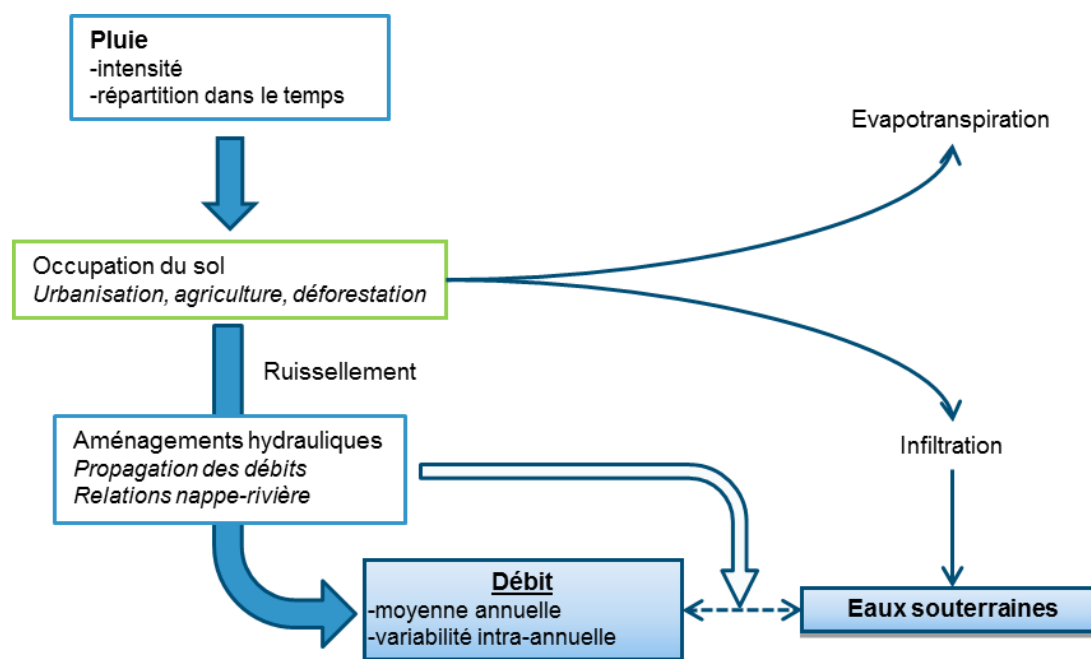 Pluie
-intensité
-répartition dans le temps
Evapotranspiration
Occupation du sol
Urbanisation, agriculture, déforestation
Ruissellement
Aménagements hydrauliques
Propagation des débits
Relations nappe-rivière
Infiltration
Débit
-moyenne annuelle
-variabilité intra-annuelle
Eaux souterraines